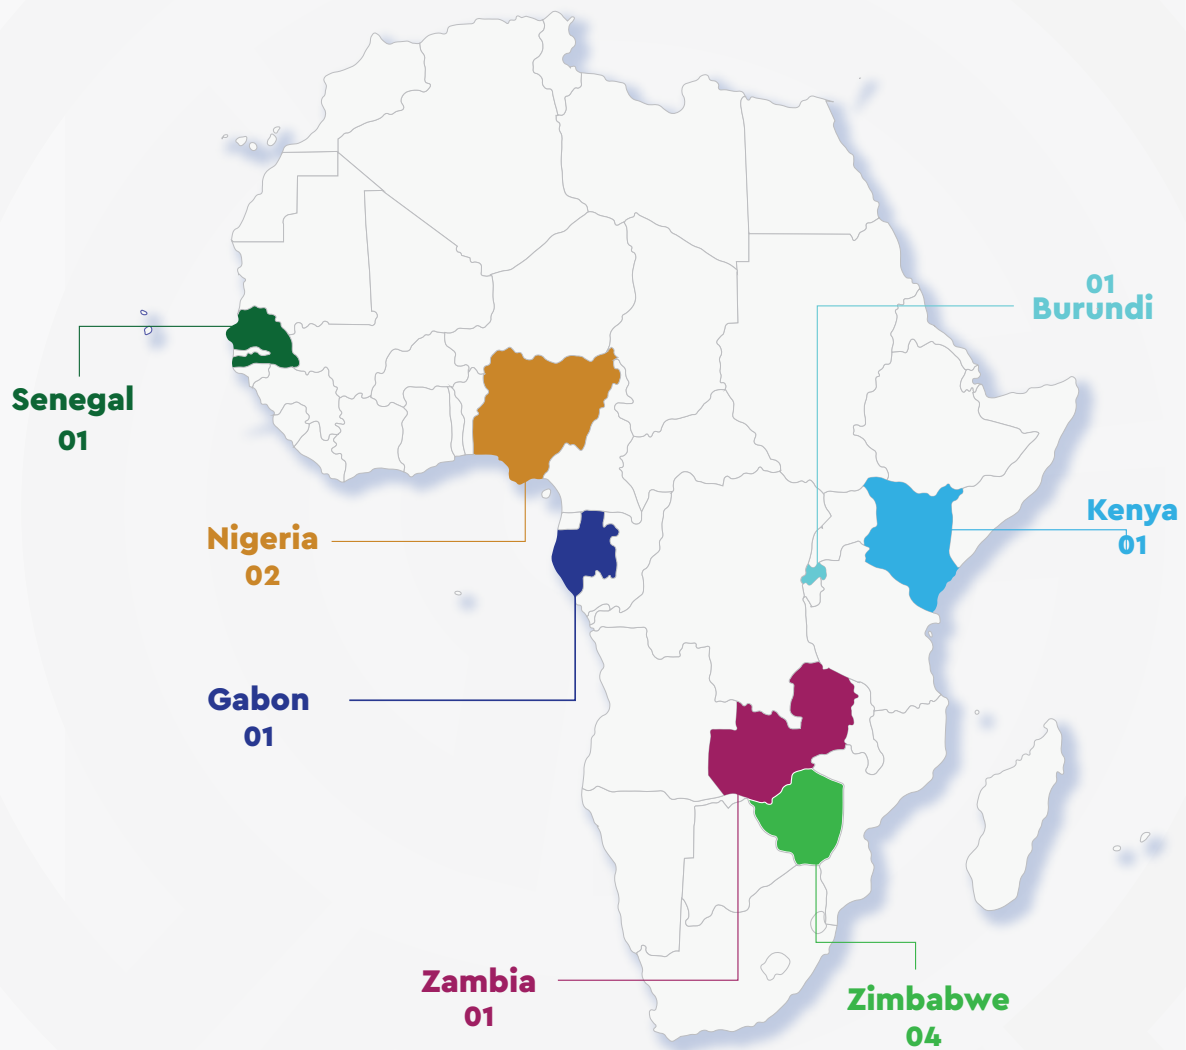 01
Burundi
Senegal
01
Kenya
01
Nigeria
02
Gabon
01
Zambia
01
Zimbabwe
04